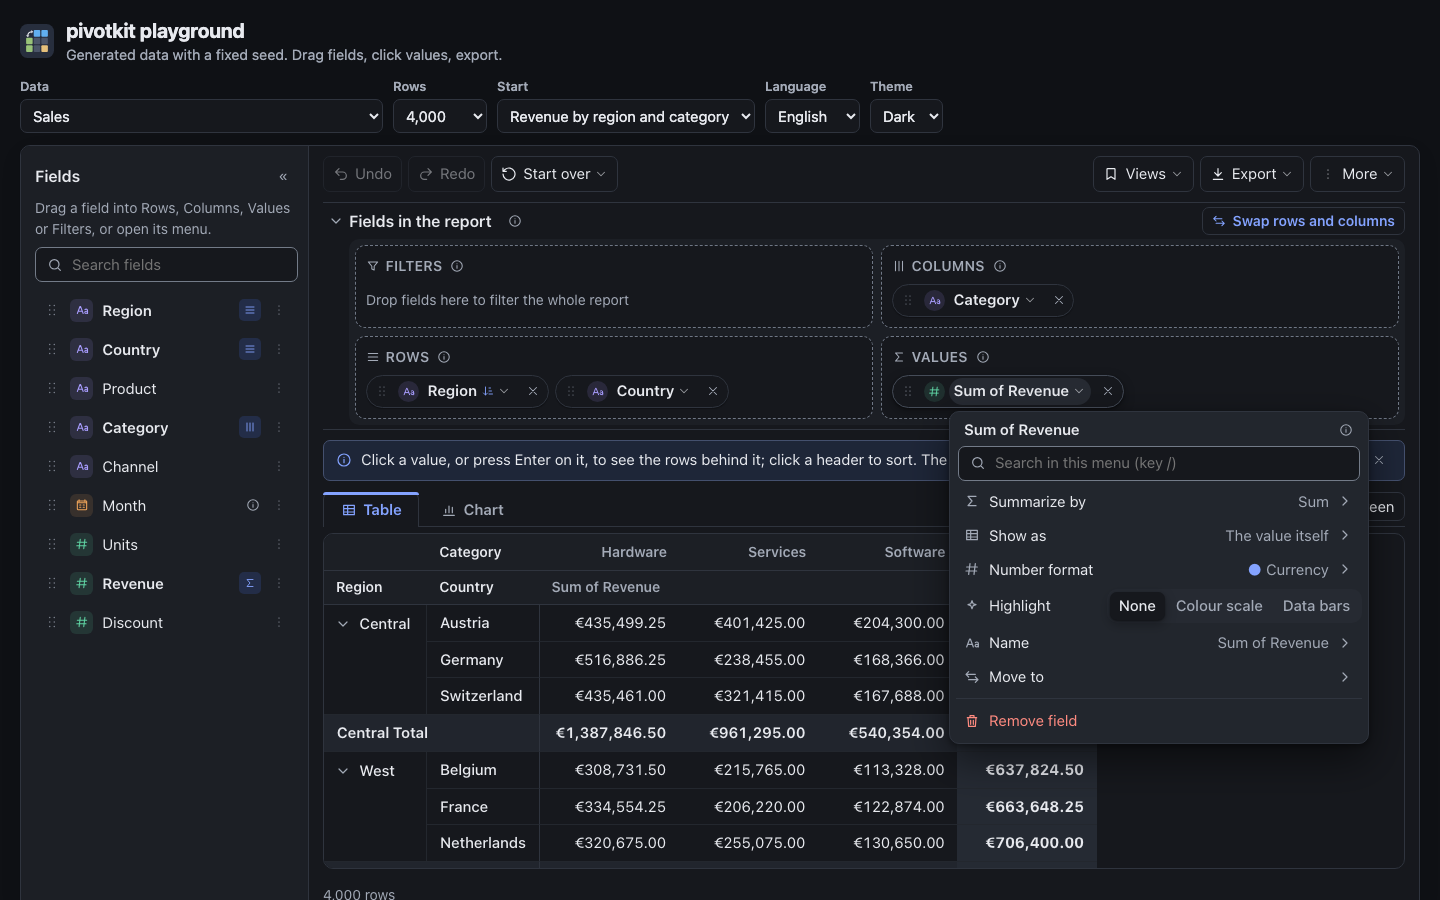 pivotkit playground
Generated data with a fixed seed. Drag fields, click values, export.
Data
Rows
Start
Language
Theme
Sales
4,000
Revenue by region and category
English
Dark
Fields
«
Drag a field into Rows, Columns, Values
or Filters, or open its menu.
Search fields
Aa Region
Aa Country
Aa Product
Aa Category
Aa Channel
Month
# Units
# Revenue Σ
# Discount
Undo
Redo
Start over
Views
Export
More
Fields in the report
Swap rows and columns
FILTERS
Drop fields here to filter the whole report
COLUMNS
Aa Category
ROWS
Aa Region
Aa Country
Σ VALUES
# Sum of Revenue
Click a value, or press Enter on it, to see the rows behind it; click a header to sort. The
Table
Chart
een
Sum of Revenue
Search in this menu (key /)
Σ Summarize by Sum
Show as The value itself
# Number format Currency
Highlight None Colour scale Data bars
Aa Name Sum of Revenue
Move to
Remove field
Category Hardware Services Software
Region Country Sum of Revenue
Central Austria €435,499.25 €401,425.00 €204,300.00
Germany €516,886.25 €238,455.00 €168,366.00
Switzerland €435,461.00 €321,415.00 €167,688.00
Central Total €1,387,846.50 €961,295.00 €540,354.00
West Belgium €308,731.50 €215,765.00 €113,328.00 €637,824.50
France €334,554.25 €206,220.00 €122,874.00 €663,648.25
Netherlands €320,675.00 €255,075.00 €130,650.00 €706,400.00
4,000 rows